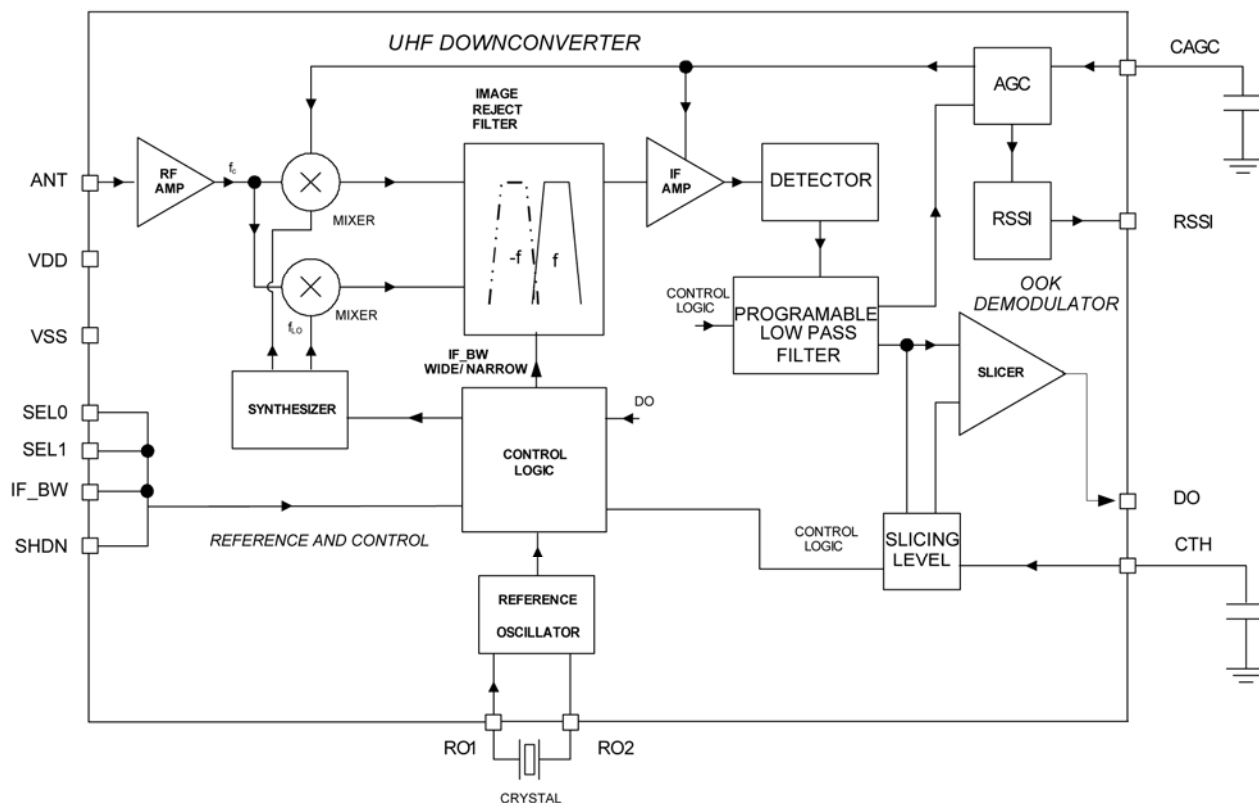 UHF DOWNCONVERTER
CAGC
AGC
IMAGE
REJECT
FILTER
ANT
RF
AMP
fc
MIXER
-f
f
IF
AMP
DETECTOR
RSSI
RSSI
VDD
OOK
DEMODULATOR
CONTROL
LOGIC
PROGRAMABLE
LOW PASS
FILTER
MIXER
fLO
VSS
IF_BW
WIDE/ NARROW
SLICER
SEL0
SYNTHESIZER
DO
SEL1
CONTROL
LOGIC
IF_BW
DO
SHDN
REFERENCE AND CONTROL
CONTROL
LOGIC
SLICING
LEVEL
CTH
REFERENCE
OSCILLATOR
RO1
RO2
CRYSTAL